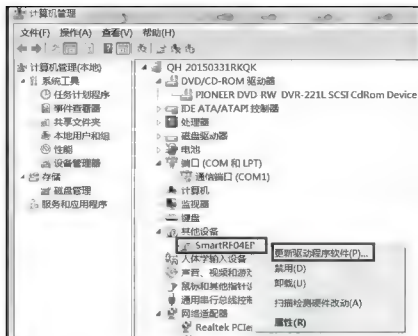 计算机管理
文件(F) 操作(A) 查看(V) 帮助(H)
计算机管理(本地)
系统工具
任务计划程序
事件查看器
共享文件夹
本地用户和组
性能
设备管理器
存储
磁盘管理
服务和应用程序
QH 20150331RKQK
DVD/CD-ROM 驱动器
PIONEER DVD RW DVR-221L SCSI CdRom Device
IDE ATA/ATAPI 控制器
处理器
磁盘驱动器
电池
端口 (COM 和 LPT)
通信端口 (COM1)
计算机
监视器
键盘
其他设备
SmartRF04EF
人体学输入设备
声音、视频和游戏
鼠标和其他指针设
通用串行总线控制
网络适配器
Realtek PCIe
更新驱动程序软件(P)...
禁用(D)
卸载(U)
扫描检测硬件改动(A)
属性(R)